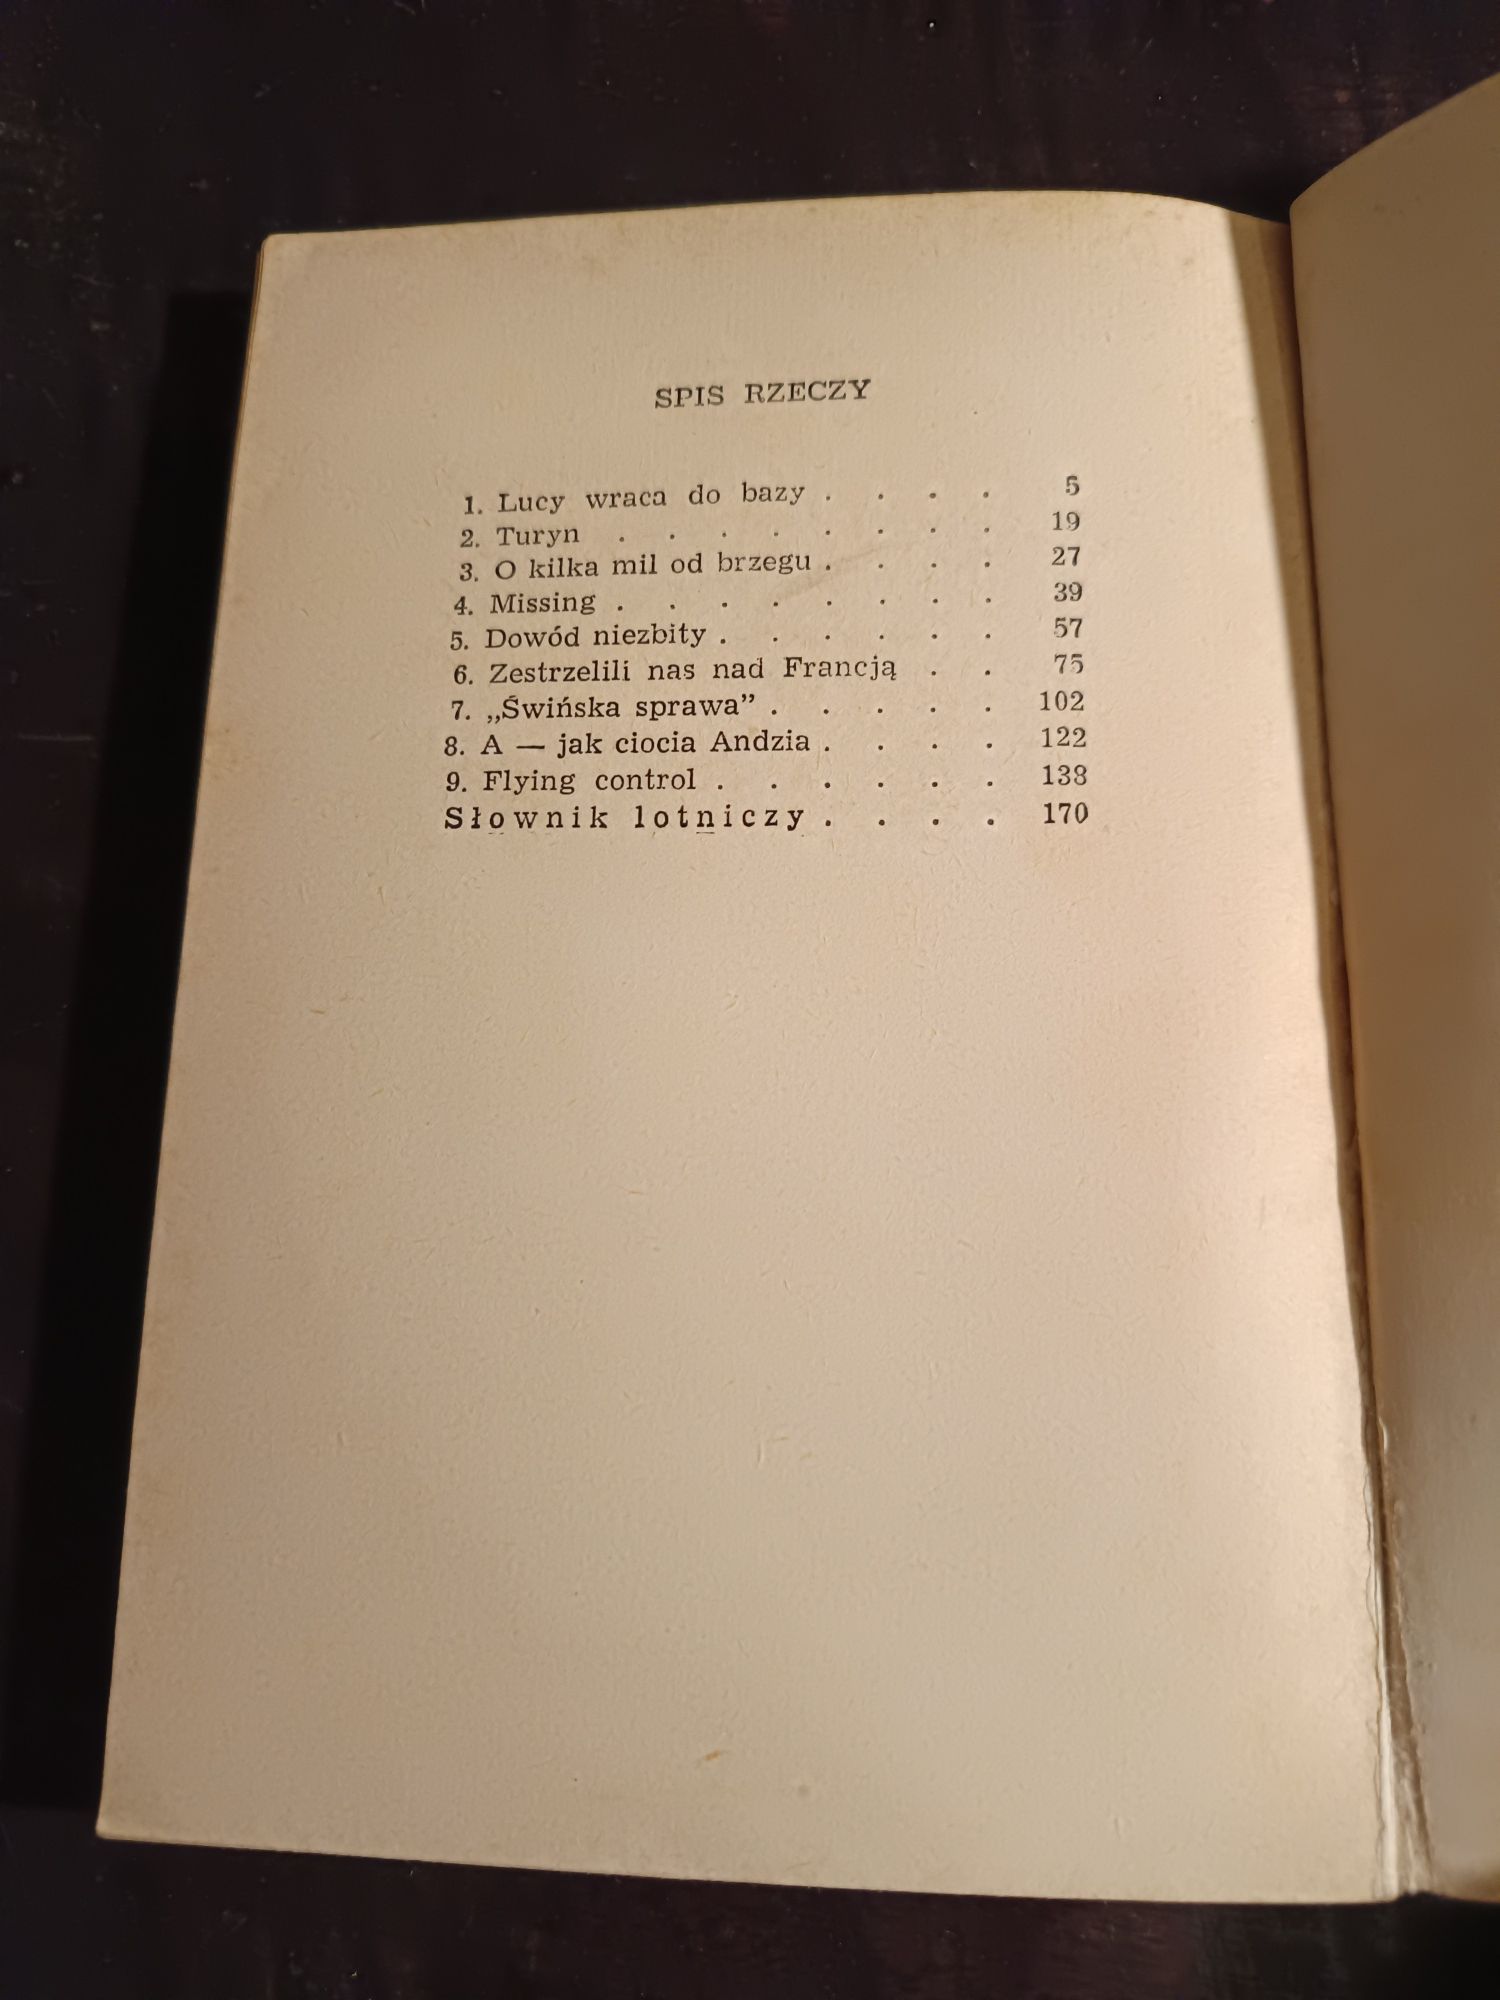 SPIS RZECZY
1. Lucy wraca do bazy . . . . 5
2. Turyn . . . . . . . . 19
3. O kilka mil od brzegu . . . . 27
4. Missing . . . . . . . . 39
5. Dowód niezbity . . . . . . 57
6. Zestrzelili nas nad Francją . . 75
7. „Świńska sprawa” . . . . . 102
8. A — jak ciocia Andzia . . . . 122
9. Flying control . . . . . . 138
Słownik lotniczy . . . . 170